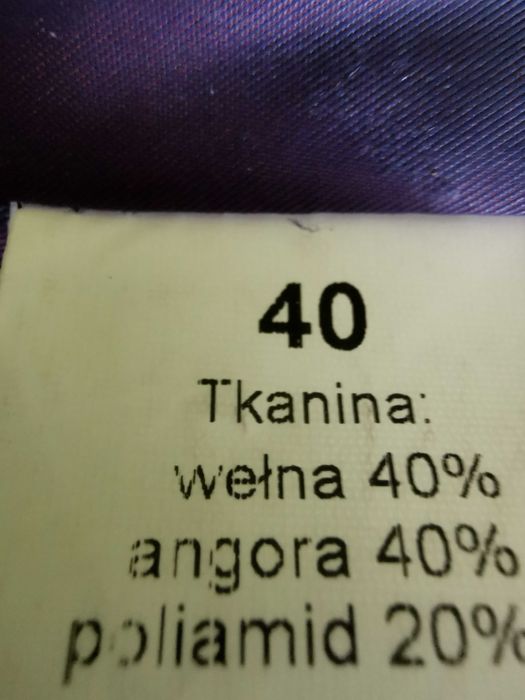 40
Tkanina:
wełna 40%
angora 40%
poliamid 20%